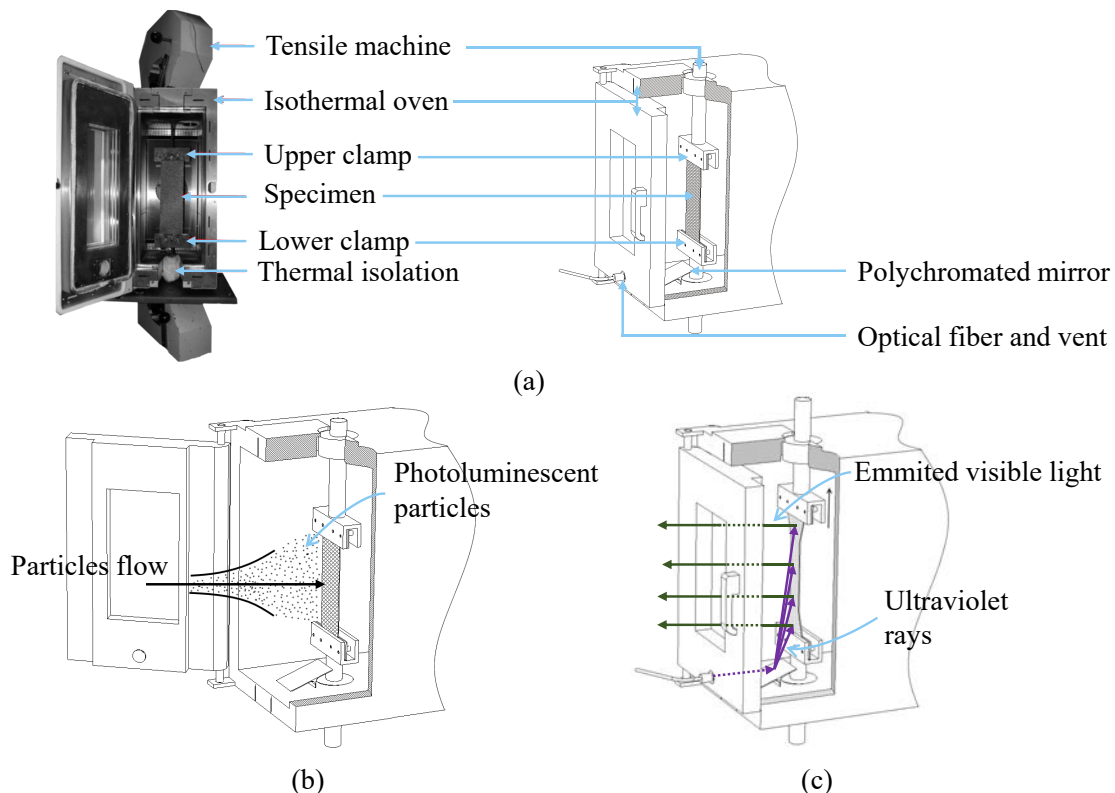 Tensile machine
Isothermal oven
Upper clamp
Specimen
Lower clamp
Thermal isolation
Polychromated mirror
Optical fiber and vent
(a)
Photoluminescent
particles
Particles flow
(b)
Emmited visible light
Ultraviolet
rays
(c)